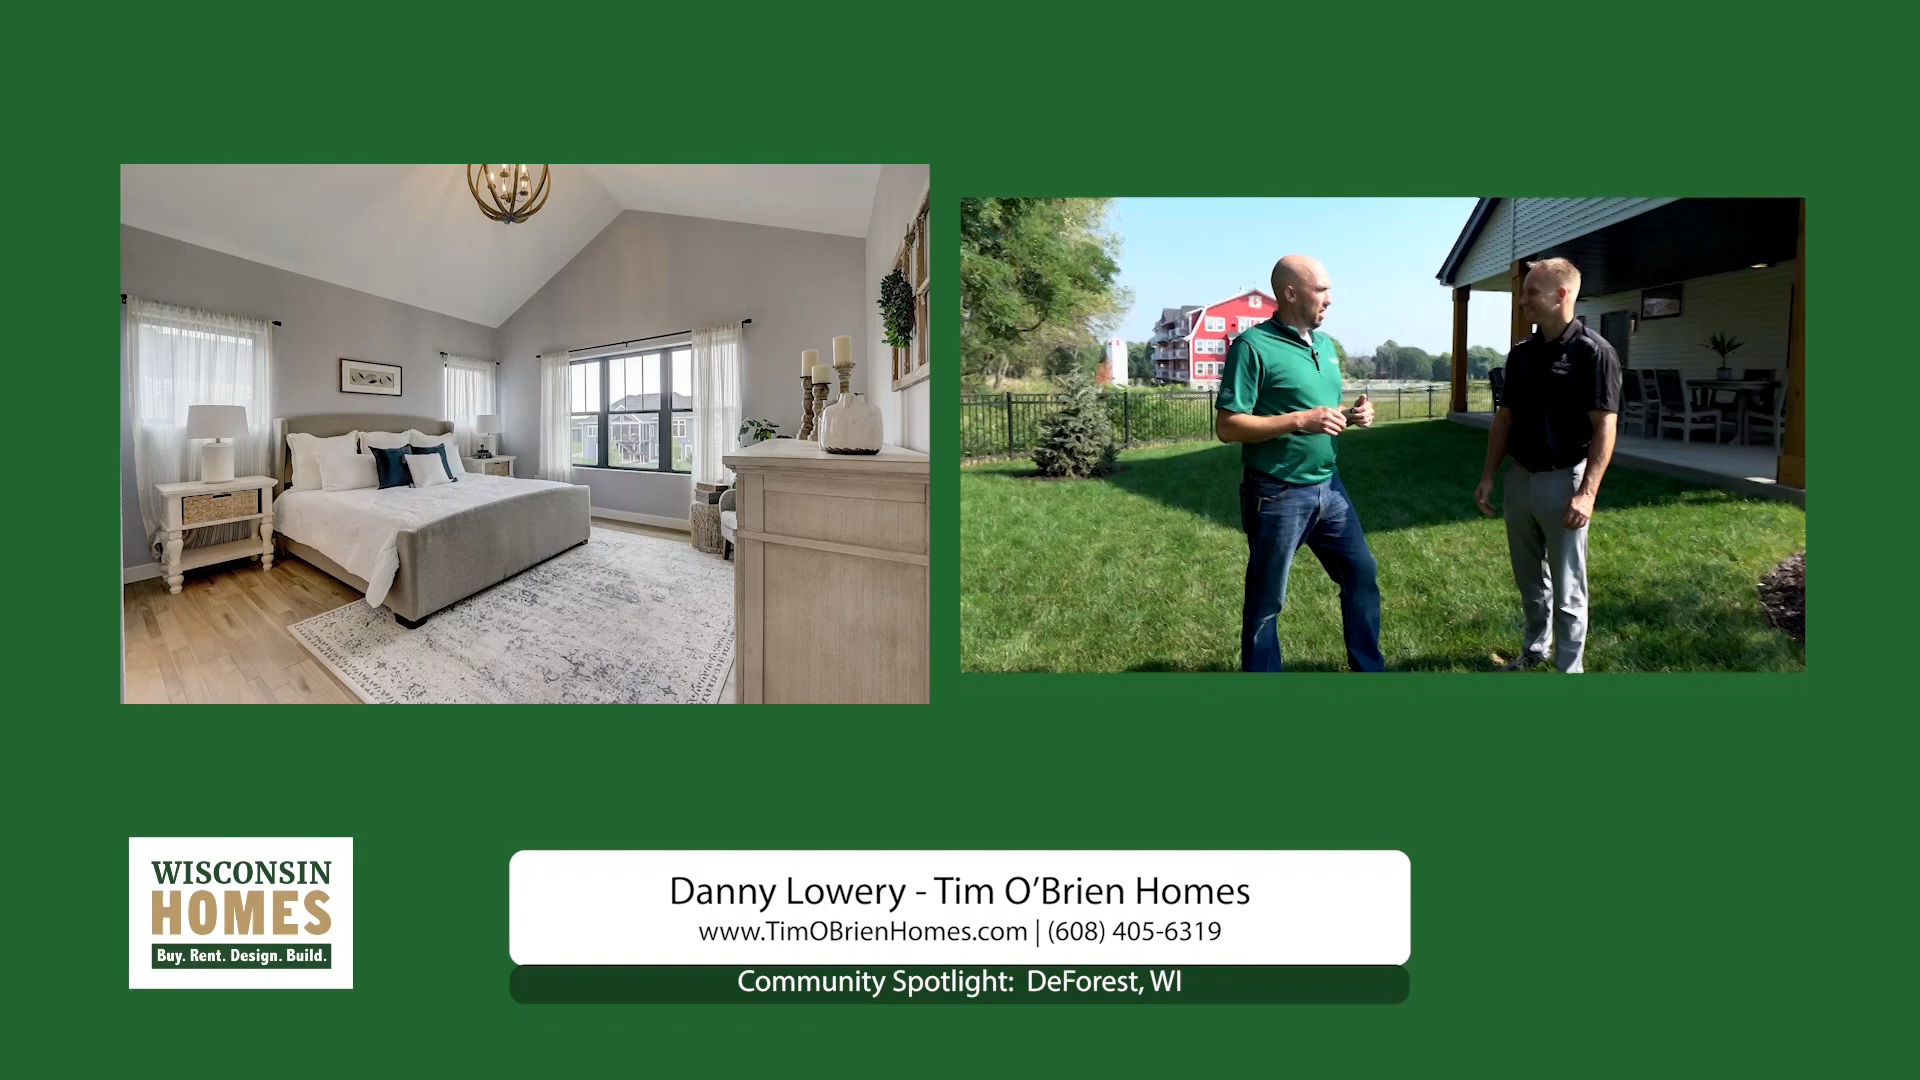 WISCONSIN
HOMES
Buy. Rent. Design. Build.
Danny Lowery - Tim O’Brien Homes
www.TimOBrienHomes.com | (608) 405-6319
Community Spotlight: DeForest, WI